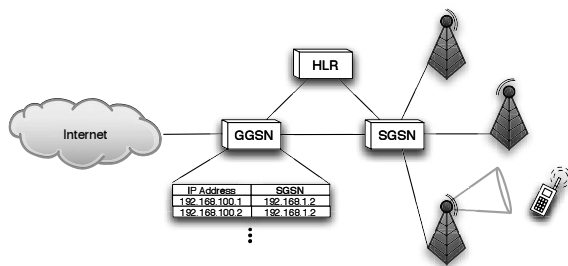 HLR
Internet
GGSN
SGSN
IP Address SGSN
192.168.100.1 192.168.1.2
192.168.100.2 192.168.1.2